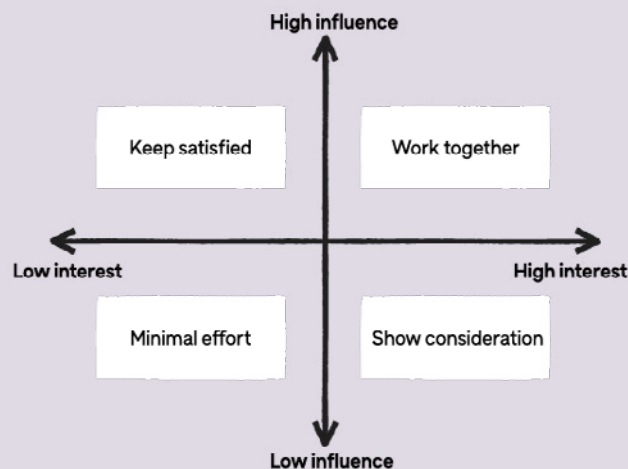 High influence
Keep satisfied
Work together
Low interest
High interest
Minimal effort
Show consideration
Low influence